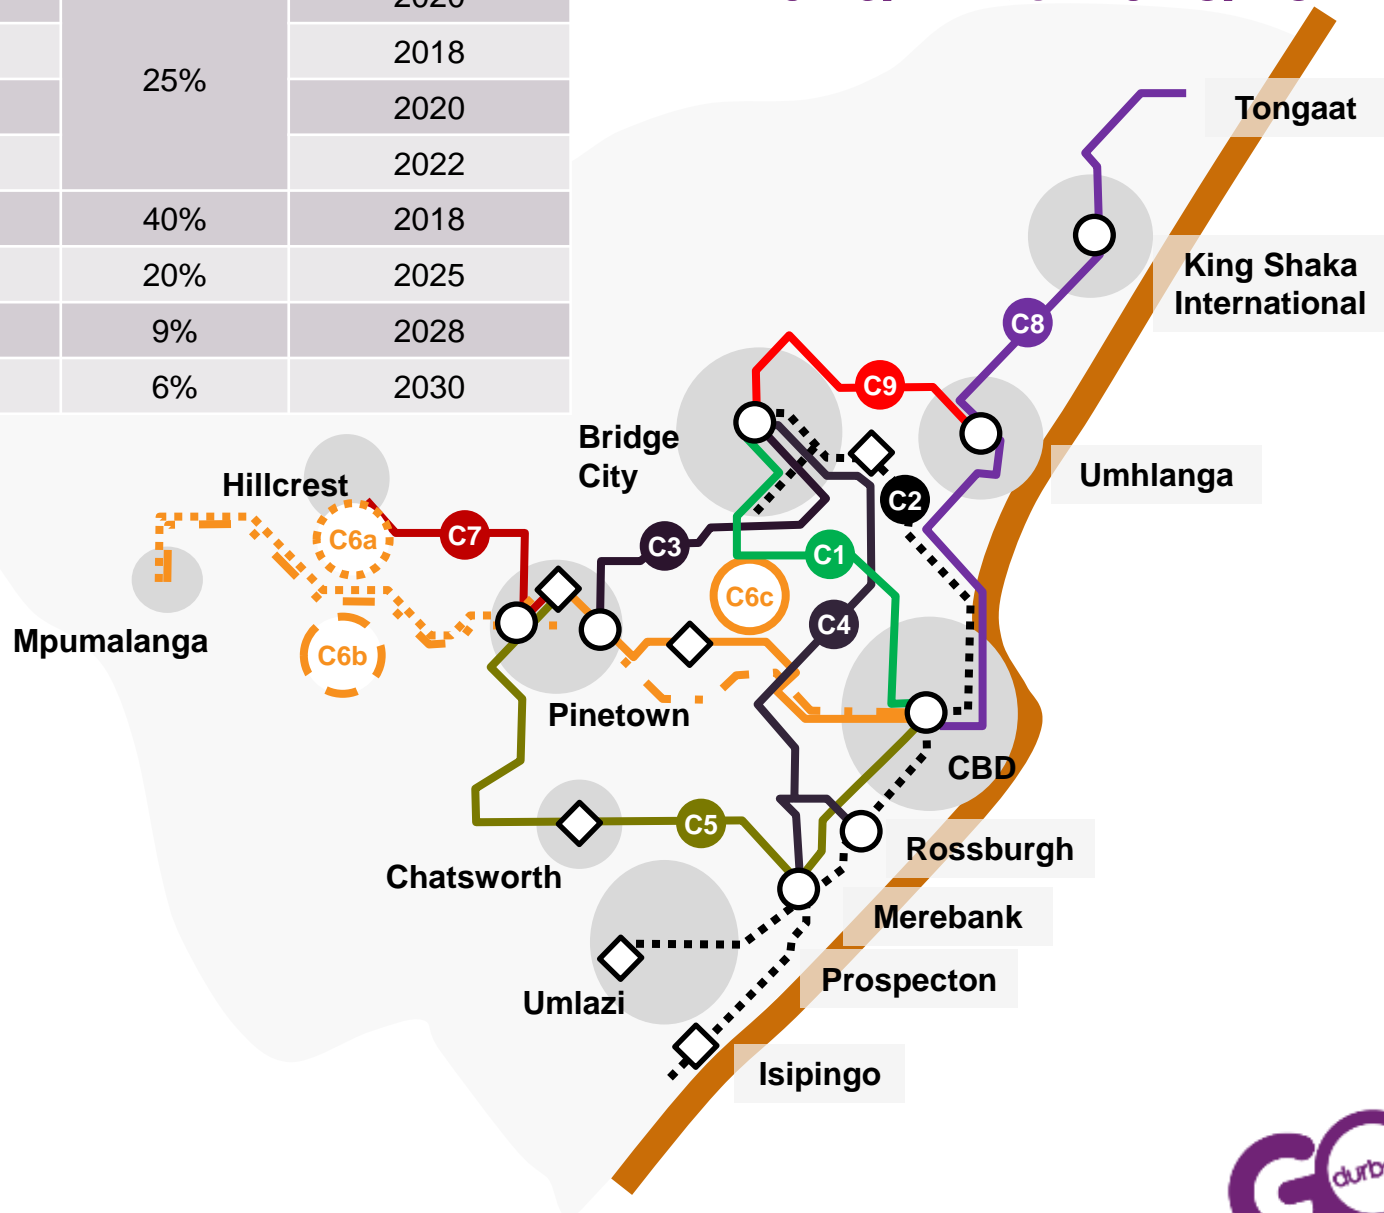 2018
25%
2020
2022
40%
2018
20%
2025
9%
2028
6%
2030
Tongaat
King Shaka
International
C8
C9
Bridge
City
Umhlanga
Hillcrest
C2
C7
C6a
C3
C1
C6c
C4
Mpumalanga
C6b
Pinetown
CBD
C5
Rossburgh
Chatsworth
Merebank
Prospecton
Umlazi
Isipingo
GO